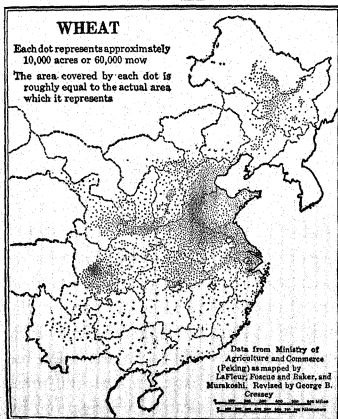 WHEAT
Each dot represents approximately
10,000 acres or 60,000 mow
The area covered by each dot is
roughly equal to the actual area
which it represents
Data from Ministry of
Agriculture and Commerce
(Peking) as mapped by
LaFleur, Foscue and Baker, and
Murakoshi. Revised by George B.
Cressey